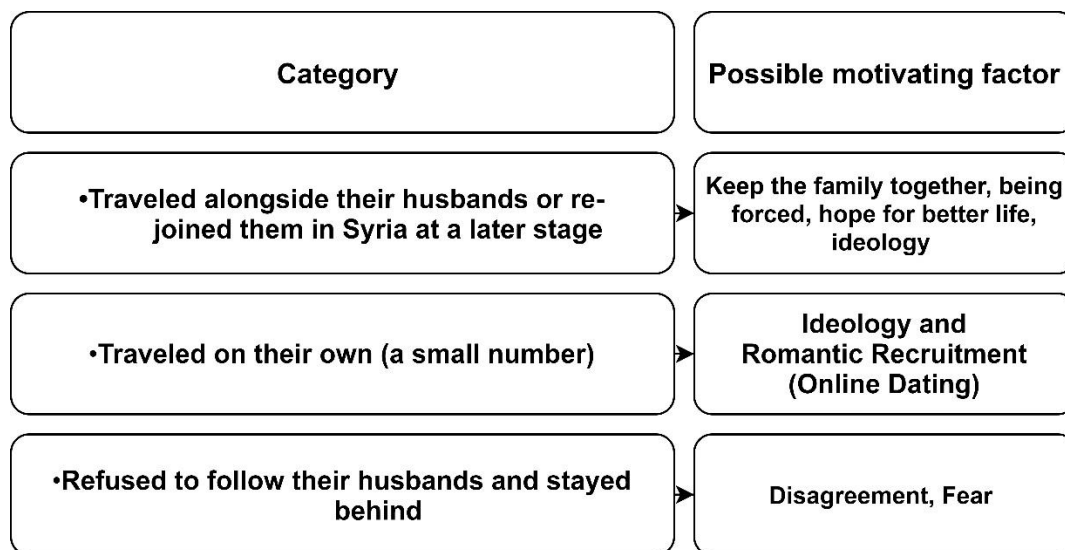 Category
Possible motivating factor
•Traveled alongside their husbands or re-
joined them in Syria at a later stage
Keep the family together, being
forced, hope for better life,
ideology
•Traveled on their own (a small number)
Ideology and
Romantic Recruitment
(Online Dating)
•Refused to follow their husbands and stayed
behind
Disagreement, Fear